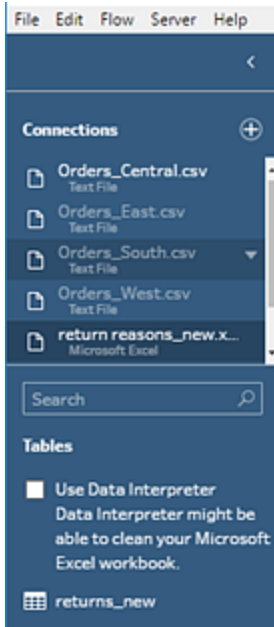 File Edit Flow Server Help
Connections
Orders_Central.csv
Text File
Orders_East.csv
Text File
Orders_South.csv
Text File
Orders_West.csv
Text File
return reasons_new.x...
Microsoft Excel
Search
Tables
Use Data Interpreter
Data Interpreter might be
able to clean your Microsoft
Excel workbook.
returns_new